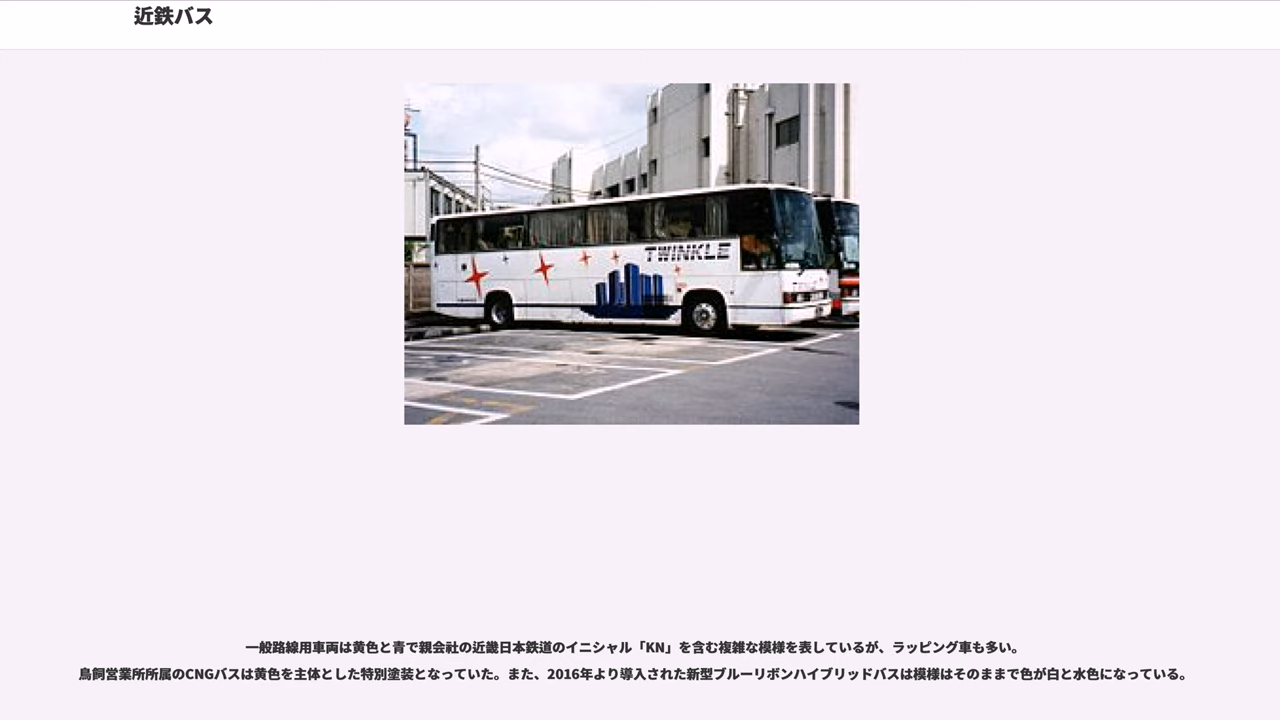 近鉄バス
TWINKLE
一般路線用車両は黄色と青で親会社の近畿日本鉄道のイニシャル「KN」を含む複雑な模様を表しているが、ラッピング車も多い。
鳥飼営業所所属のCNGバスは黄色を主体とした特別塗装となっていた。また、2016年より導入された新型ブルーリボンハイブリッドバスは模様はそのままで色が白と水色になっている。